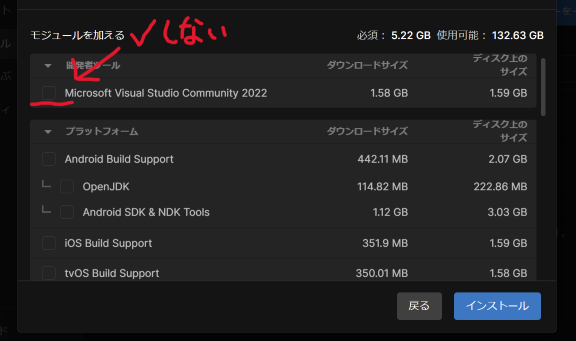 モジュールを加える ✓しない 必須： 5.22 GB 使用可能： 132.63 GB
開発者ツール ダウンロードサイズ ディスク上のサイズ
Microsoft Visual Studio Community 2022 1.58 GB 1.59 GB
プラットフォーム ダウンロードサイズ ディスク上のサイズ
Android Build Support 442.11 MB 2.07 GB
OpenJDK 114.82 MB 222.86 MB
Android SDK & NDK Tools 1.12 GB 3.03 GB
iOS Build Support 351.9 MB 1.59 GB
tvOS Build Support 350.01 MB 1.58 GB
戻る インストール